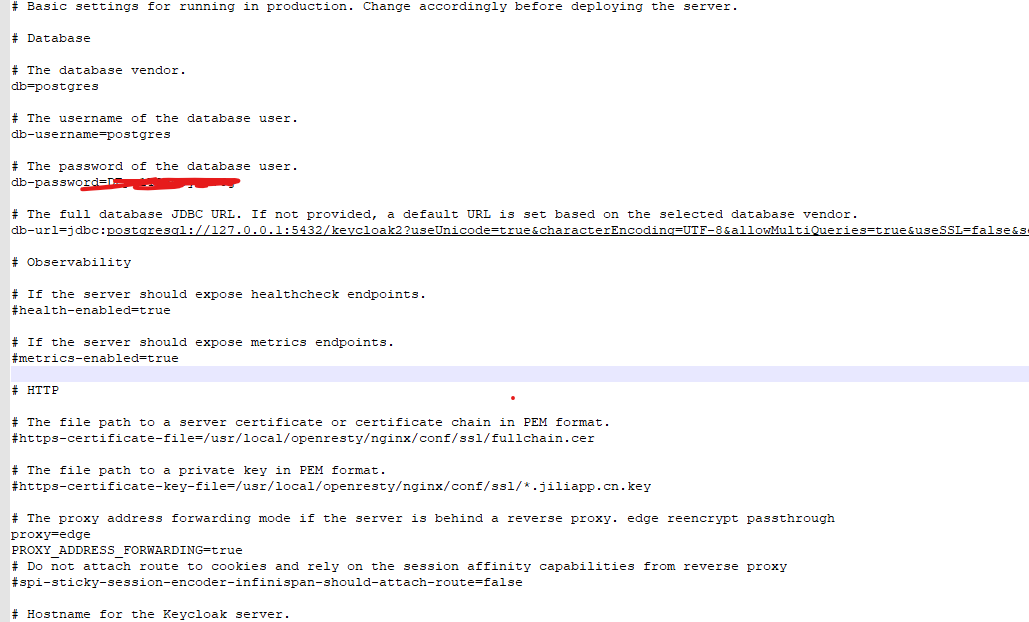 # Basic settings for running in production. Change accordingly before deploying the server.
# Database
# The database vendor.
db=postgres
# The username of the database user.
db-username=postgres
# The password of the database user.
db-password=
# The full database JDBC URL. If not provided, a default URL is set based on the selected database vendor.
db-url=jdbc:postgresql://127.0.0.1:5432/keycloak2?useUnicode=true&characterEncoding=UTF-8&allowMultiQueries=true&useSSL=false&s
# Observability
# If the server should expose healthcheck endpoints.
#health-enabled=true
# If the server should expose metrics endpoints.
#metrics-enabled=true
# HTTP
# The file path to a server certificate or certificate chain in PEM format.
#https-certificate-file=/usr/local/openresty/nginx/conf/ssl/fullchain.cer
# The file path to a private key in PEM format.
#https-certificate-key-file=/usr/local/openresty/nginx/conf/ssl/*.jiliapp.cn.key
# The proxy address forwarding mode if the server is behind a reverse proxy. edge reencrypt passthrough
proxy=edge
PROXY_ADDRESS_FORWARDING=true
# Do not attach route to cookies and rely on the session affinity capabilities from reverse proxy
#spi-sticky-session-encoder-infinispan-should-attach-route=false
# Hostname for the Keycloak server.